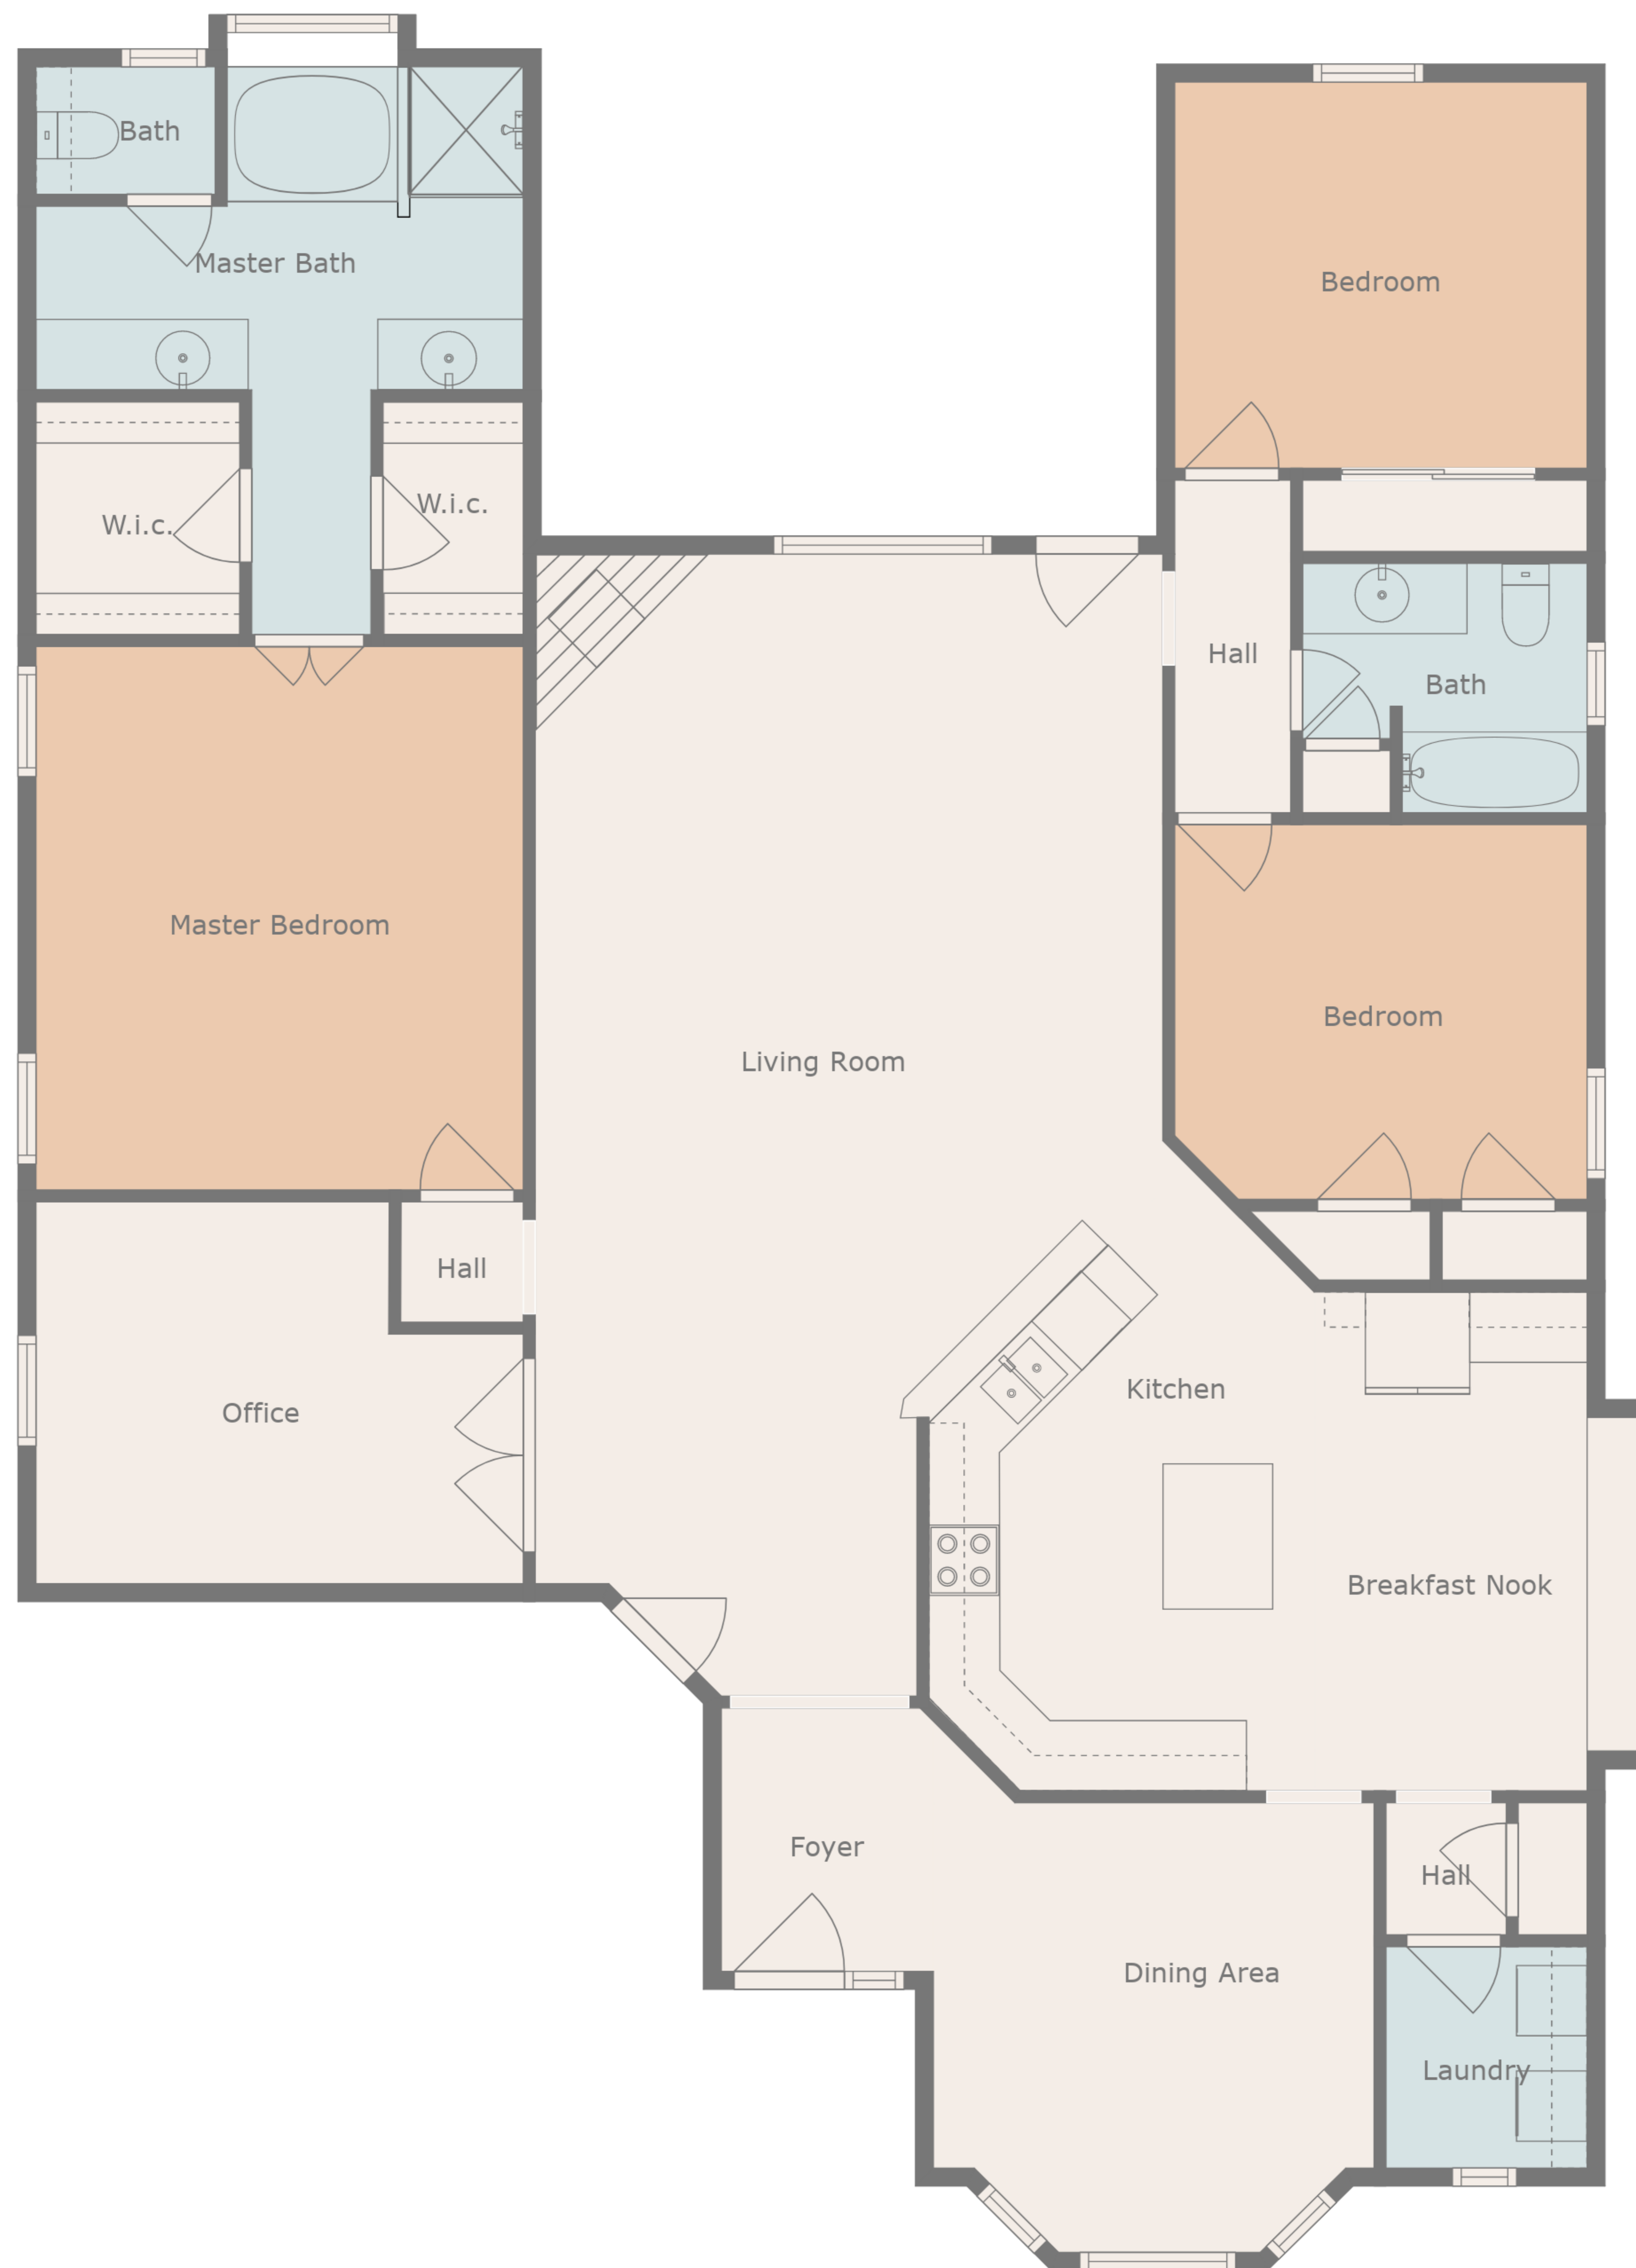 Bath
Master Bath
Bedroom
W.i.c.
W.i.c.
Hall
Bath
Master Bedroom
Bedroom
Living Room
Hall
Kitchen
Office
Breakfast Nook
Foyer
Hall
Dining Area
Laundry